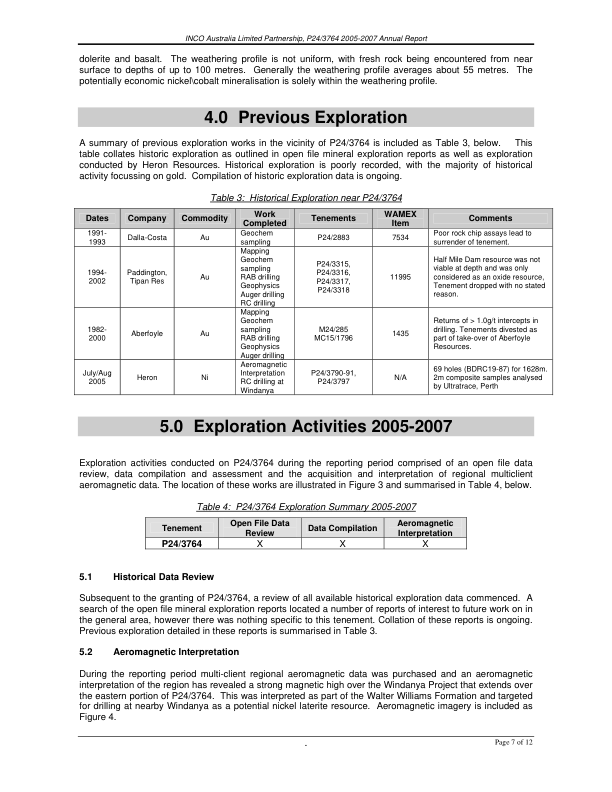 INCO Australia Limited Partnership, P24/3764 2005-2007 Annual Report
dolerite and basalt. The weathering profile is not uniform, with fresh rock being encountered from near
surface to depths of up to 100 metres. Generally the weathering profile averages about 55 metres. The
potentially economic nickel\cobalt mineralisation is solely within the weathering profile.
4.0 Previous Exploration
A summary of previous exploration works in the vicinity of P24/3764 is included as Table 3, below. This
table collates historic exploration as outlined in open file mineral exploration reports as well as exploration
conducted by Heron Resources. Historical exploration is poorly recorded, with the majority of historical
activity focussing on gold. Compilation of historic exploration data is ongoing.
Table 3: Historical Exploration near P24/3764
Dates Company Commodity Work Completed Tenements WAMEX Item Comments
1991-1993 Dalla-Costa Au Geochem sampling P24/2883 7534 Poor rock chip assays lead to surrender of tenement.
1994-2002 Paddington, Tipan Res Au Mapping Geochem sampling RAB drilling Geophysics Auger drilling RC drilling P24/3315, P24/3316, P24/3317, P24/3318 11995 Half Mile Dam resource was not viable at depth and was only considered as an oxide resource, Tenement dropped with no stated reason.
1982-2000 Aberfoyle Au Mapping Geochem sampling RAB drilling Geophysics Auger drilling M24/285 MC15/1796 1435 Returns of > 1.0g/t intercepts in drilling. Tenements divested as part of take-over of Aberfoyle Resources.
July/Aug 2005 Heron Ni Aeromagnetic Interpretation RC drilling at Windanya P24/3790-91, P24/3797 N/A 69 holes (BDRC19-87) for 1628m. 2m composite samples analysed by Ultratrace, Perth
5.0 Exploration Activities 2005-2007
Exploration activities conducted on P24/3764 during the reporting period comprised of an open file data
review, data compilation and assessment and the acquisition and interpretation of regional multiclient
aeromagnetic data. The location of these works are illustrated in Figure 3 and summarised in Table 4, below.
Table 4: P24/3764 Exploration Summary 2005-2007
Tenement Open File Data Review Data Compilation Aeromagnetic Interpretation
P24/3764 X X X
5.1 Historical Data Review
Subsequent to the granting of P24/3764, a review of all available historical exploration data commenced. A
search of the open file mineral exploration reports located a number of reports of interest to future work on in
the general area, however there was nothing specific to this tenement. Collation of these reports is ongoing.
Previous exploration detailed in these reports is summarised in Table 3.
5.2 Aeromagnetic Interpretation
During the reporting period multi-client regional aeromagnetic data was purchased and an aeromagnetic
interpretation of the region has revealed a strong magnetic high over the Windanya Project that extends over
the eastern portion of P24/3764. This was interpreted as part of the Walter Williams Formation and targeted
for drilling at nearby Windanya as a potential nickel laterite resource. Aeromagnetic imagery is included as
Figure 4.
- Page 7 of 12